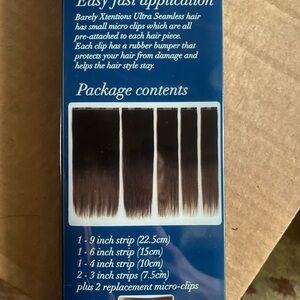 Easy fast application
Barely Xtentions Ultra Seamless hair
has small micro clips which are all
pre-attached to each hair piece.
Each clip has a rubber bumper that
protects your hair from damage and
helps the hair style stay.
Package contents
1 - 9 inch strip (22.5cm)
1 - 6 inch strip (15cm)
1 - 4 inch strip (10cm)
2 - 3 inch strips (7.5cm)
plus 2 replacement micro-clips